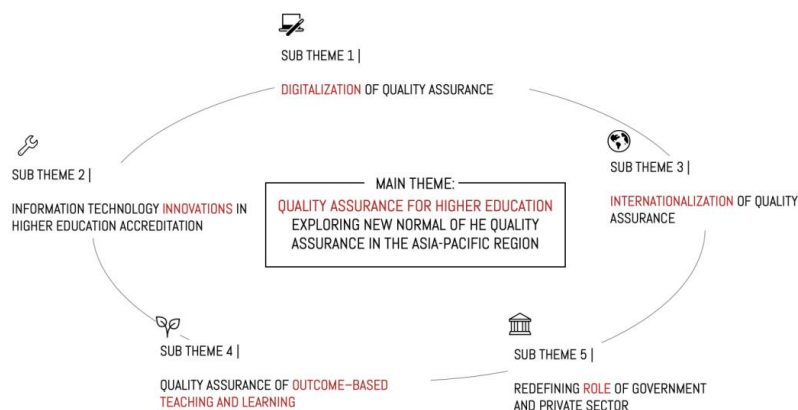 SUB THEME 1 |
DIGITALIZATION OF QUALITY ASSURANCE
SUB THEME 2 |
INFORMATION TECHNOLOGY INNOVATIONS IN
HIGHER EDUCATION ACCREDITATION
SUB THEME 3 |
INTERNATIONALIZATION OF QUALITY
ASSURANCE
MAIN THEME:
QUALITY ASSURANCE FOR HIGHER EDUCATION
EXPLORING NEW NORMAL OF HE QUALITY
ASSURANCE IN THE ASIA-PACIFIC REGION
SUB THEME 4 |
QUALITY ASSURANCE OF OUTCOME–BASED
TEACHING AND LEARNING
SUB THEME 5 |
REDEFINING ROLE OF GOVERNMENT
AND PRIVATE SECTOR